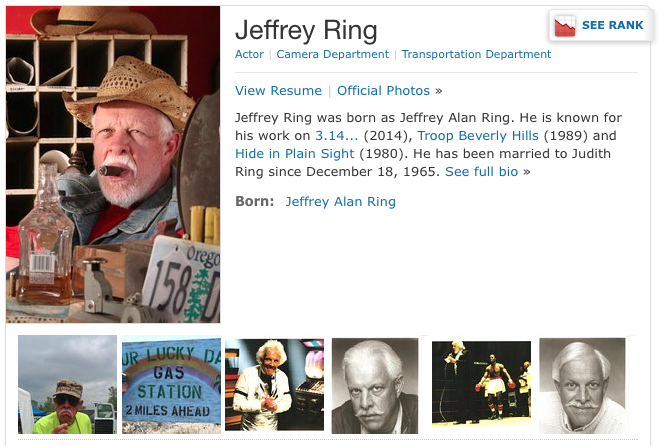 Jeffrey Ring
SEE RANK
Actor | Camera Department | Transportation Department
View Resume | Official Photos »
Jeffrey Ring was born as Jeffrey Alan Ring. He is known for
his work on 3.14... (2014), Troop Beverly Hills (1989) and
Hide in Plain Sight (1980). He has been married to Judith
Ring since December 18, 1965. See full bio »
Born: Jeffrey Alan Ring
Orego
158
D
UR LUCKY DA
GAS
STATION
2 MILES AHEAD